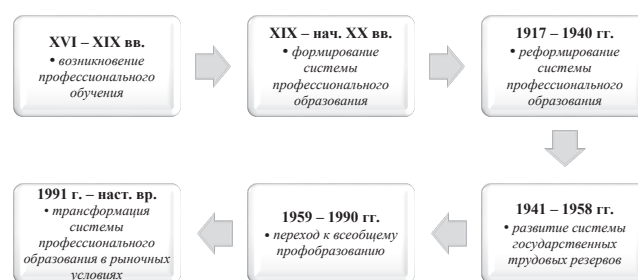 XVI – XIX вв.
• возникновение
профессионального
обучения
XIX – нач. XX вв.
• формирование
системы
профессионального
образования
1917 – 1940 гг.
• реформирование
системы
профессионального
образования
1941 – 1958 гг.
• развитие системы
государственных
трудовых резервов
1959 – 1990 гг.
• переход к всеобщему
профобразованию
1991 г. – наст. вр.
• трансформация
системы
профессионального
образования в рыночных
условиях